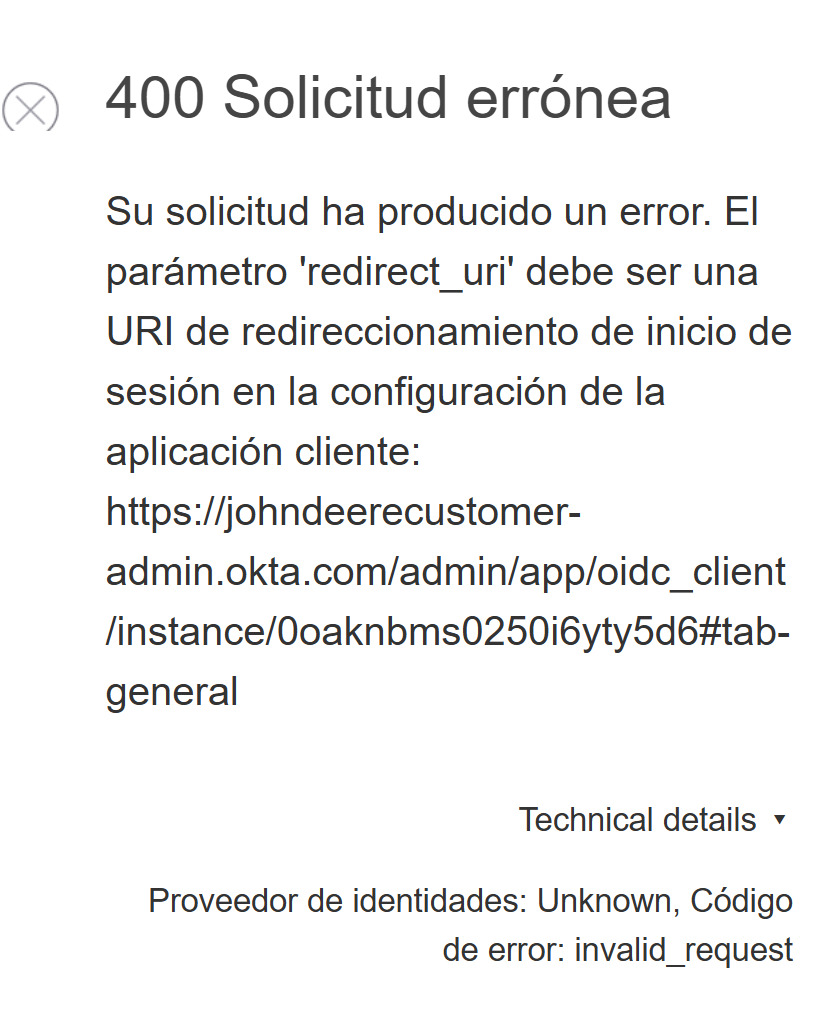 400 Solicitud errónea
Su solicitud ha producido un error. El
parámetro 'redirect_uri' debe ser una
URI de redireccionamiento de inicio de
sesión en la configuración de la
aplicación cliente:
https://johndeerecustomer-
admin.okta.com/admin/app/oidc_client
/instance/0oaknbms0250i6yty5d6#tab-
general
Technical details ▼
Proveedor de identidades: Unknown, Código
de error: invalid_request